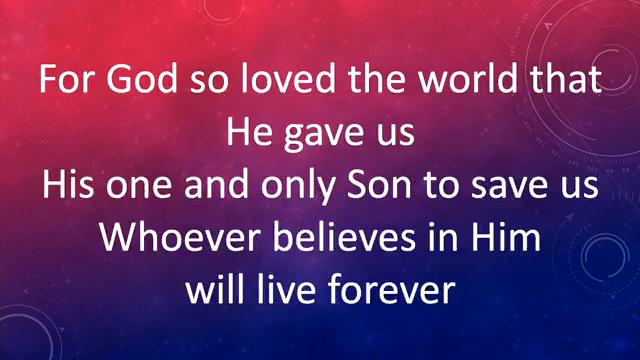 For God so loved the world that
He gave us
His one and only Son to save us
Whoever believes in Him
will live forever